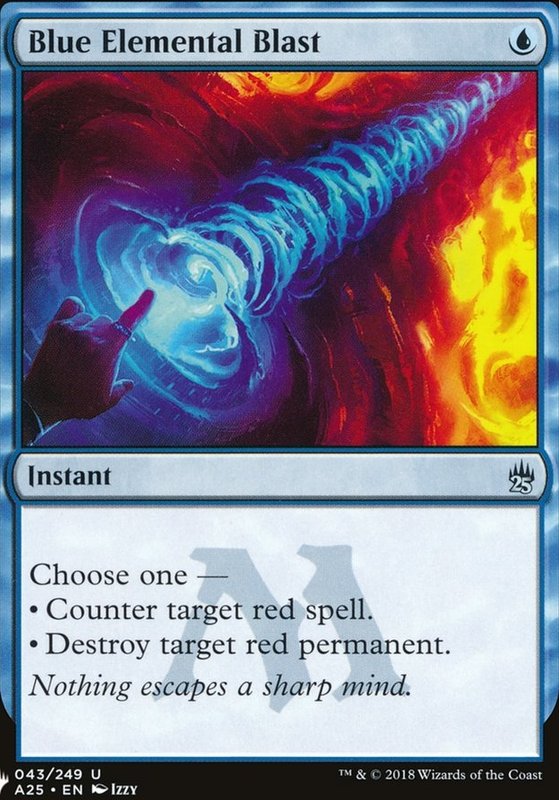 Blue Elemental Blast
Instant
25
Choose one —
• Counter target red spell.
• Destroy target red permanent.
Nothing escapes a sharp mind.
043/249 U
A25 • EN Izzy
™ & © 2018 Wizards of the Coast